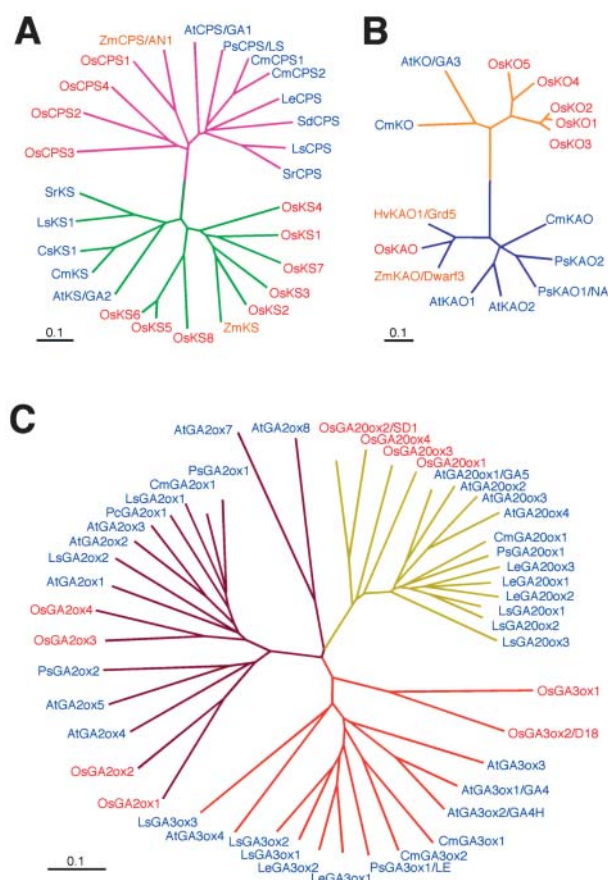 A
AtCPS/GA1
ZmCPS/AN1
PsCPS/LS
OsCPS1
CmCPS1
CmCPS2
OsCPS4
LeCPS
OsCPS2
SdCPS
OsCPS3
LsCPS
SrCPS
SrKS
OsKS4
LsKS1
OsKS1
CsKS1
OsKS7
CmKS
OsKS3
AtKS/GA2
OsKS2
OsKS6
OsKS5
ZmKS
OsKS8
0.1
B
AtKO/GA3
OsKO5
OsKO4
CmKO
OsKO2
OsKO1
OsKO3
HvKAO1/Grd5
CmKAO
OsKAO
PsKAO2
ZmKAO/Dwarf3
PsKAO1/NA
AtKAO1
AtKAO2
0.1
C
AtGA2ox7
AtGA2ox8
OsGA20ox2/SD1
OsGA20ox4
OsGA20ox3
OsGA20ox1
PsGA2ox1
AtGA20ox1/GA5
CmGA2ox1
AtGA20ox2
LsGA2ox1
AtGA20ox3
PcGA2ox1
AtGA20ox4
AtGA2ox3
AtGA2ox2
CmGA20ox1
LsGA2ox2
PsGA20ox1
LeGA20ox3
AtGA2ox1
LeGA20ox1
LeGA20ox2
OsGA2ox4
LsGA20ox1
LsGA20ox2
OsGA2ox3
LsGA20ox3
PsGA2ox2
OsGA3ox1
AtGA2ox5
AtGA2ox4
OsGA3ox2/D18
OsGA2ox2
AtGA3ox3
OsGA2ox1
AtGA3ox1/GA4
LsGA3ox3
AtGA3ox2/GA4H
AtGA3ox4
LsGA3ox2
CmGA3ox1
LsGA3ox1
CmGA3ox2
LeGA3ox2
PsGA3ox1/LE
LeGA3ox1
0.1